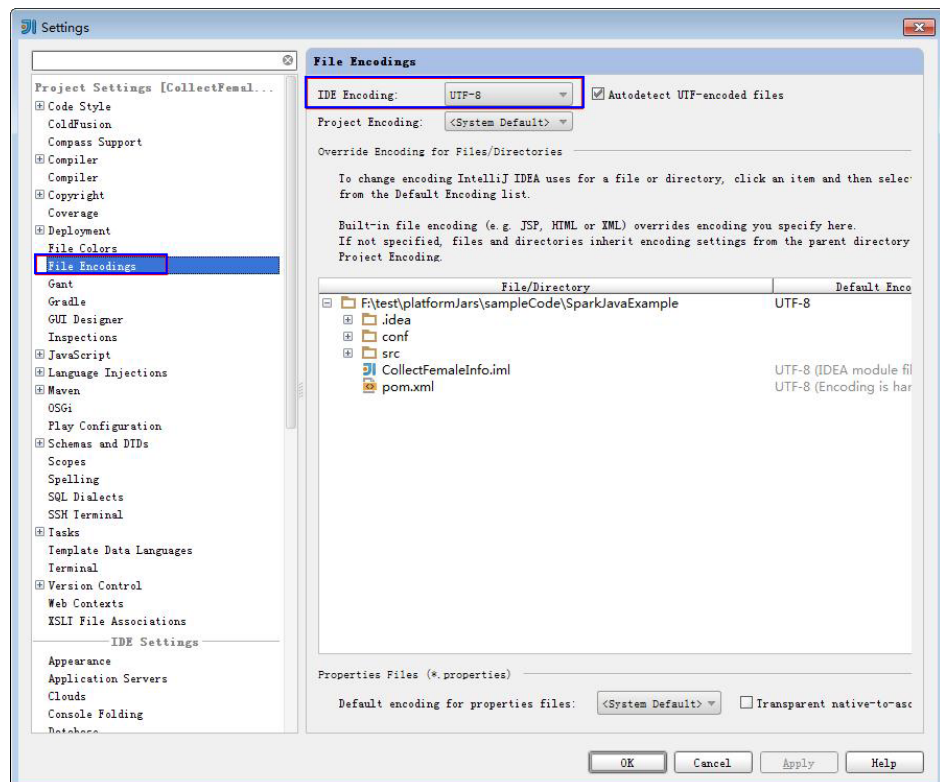 Settings
Project Settings [CollectFemal...
Code Style
ColdFusion
Compass Support
Compiler
Compiler
Copyright
Coverage
Deployment
File Colors
File Encodings
Gant
Gradle
GUI Designer
Inspections
JavaScript
Language Injections
Maven
OSGi
Play Configuration
Schemas and DTDs
Scopes
Spelling
SQL Dialects
SSH Terminal
Tasks
Template Data Languages
Terminal
Version Control
Web Contexts
XSLT File Associations
IDE Settings
Appearance
Application Servers
Clouds
Console Folding
Database
File Encodings
IDE Encoding: UTF-8 Autodetect UTF-encoded files
Project Encoding: <System Default>
Override Encoding for Files/Directories
To change encoding IntelliJ IDEA uses for a file or directory, click an item and then selec
from the Default Encoding list.
Built-in file encoding (e.g. JSP, HTML or XML) overrides encoding you specify here.
If not specified, files and directories inherit encoding settings from the parent directory
Project Encoding.
File/Directory Default Enco
F:\test\platformJars\sampleCode\SparkJavaExample UTF-8
.idea
conf
src
CollectFemaleInfo.iml UTF-8 (IDEA module fil
pom.xml UTF-8 (Encoding is har
Properties Files (*.properties)
Default encoding for properties files: <System Default> Transparent native-to-asc
OK Cancel Apply Help